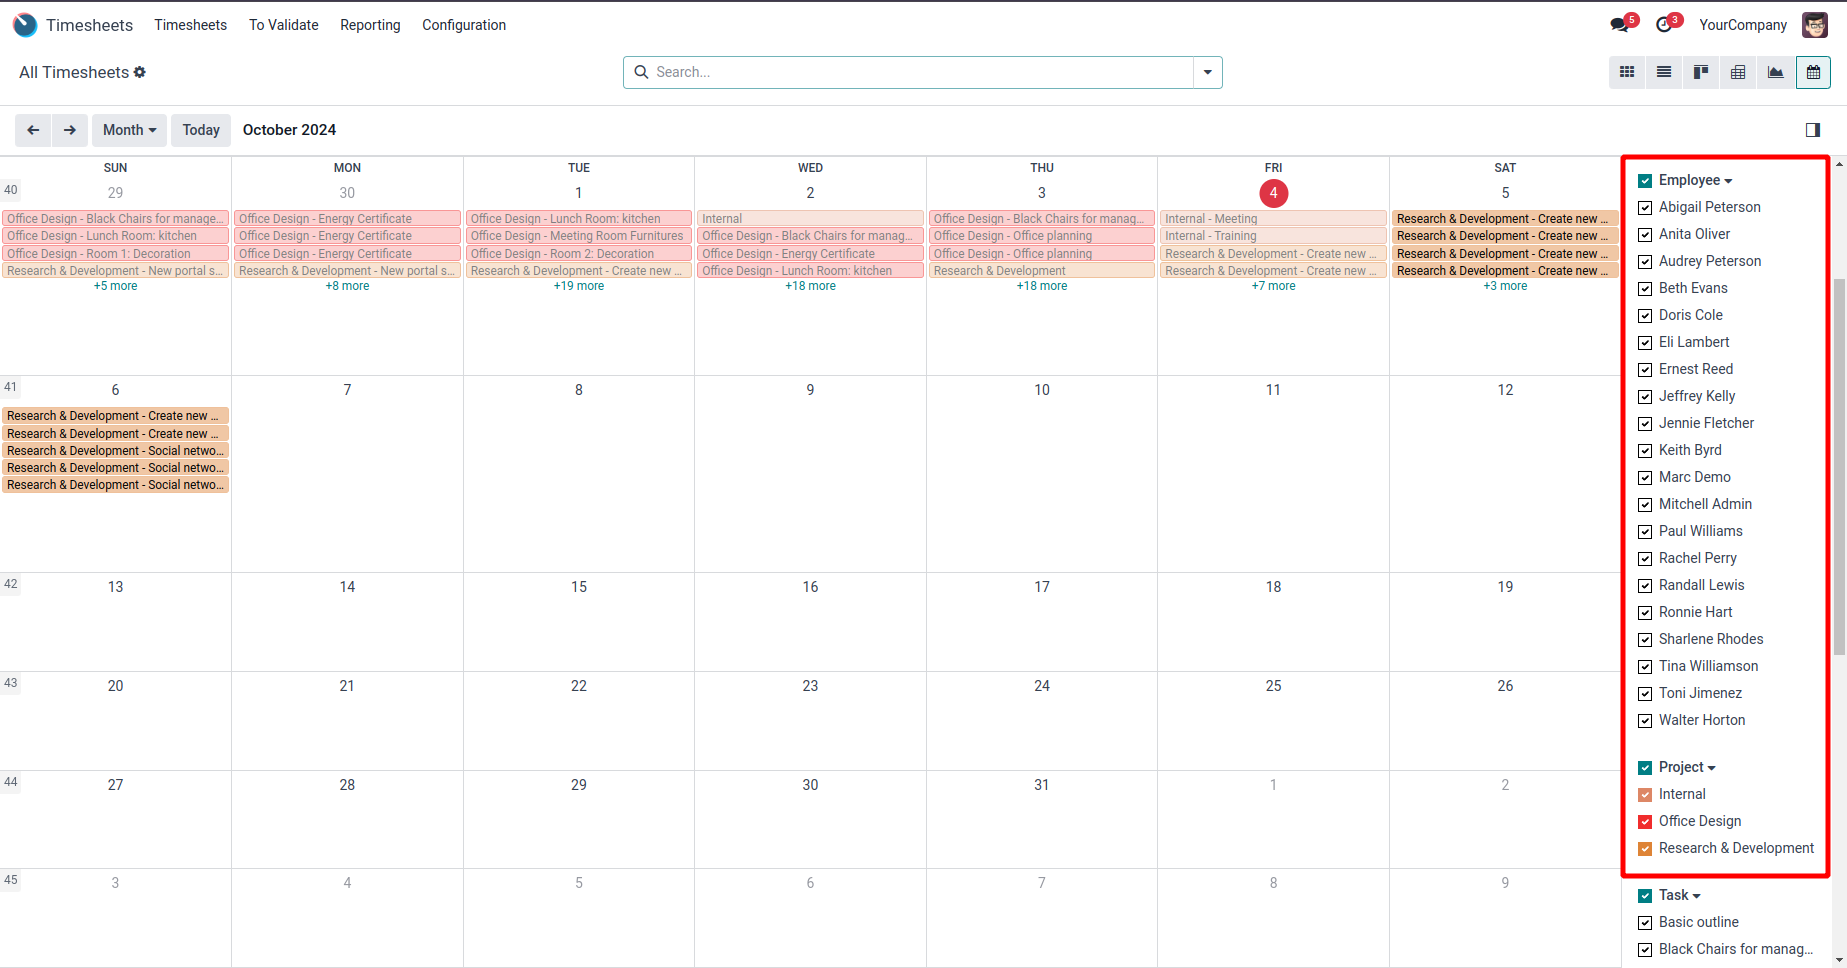 Timesheets Timesheets To Validate Reporting Configuration 5 3 YourCompany
All Timesheets Search...
Month Today October 2024
SUN MON TUE WED THU FRI SAT
40 29 30 1 2 3 4 5
Office Design - Black Chairs for manage... Office Design - Energy Certificate Office Design - Lunch Room: kitchen Internal Office Design - Black Chairs for manag... Internal - Meeting Research & Development - Create new ...
Office Design - Lunch Room: kitchen Office Design - Energy Certificate Office Design - Meeting Room Furnitures Office Design - Black Chairs for manag... Office Design - Office planning Internal - Training Research & Development - Create new ...
Office Design - Room 1: Decoration Office Design - Energy Certificate Office Design - Room 2: Decoration Office Design - Energy Certificate Office Design - Office planning Research & Development - Create new ... Research & Development - Create new ...
Research & Development - New portal s... Research & Development - New portal s... Research & Development - Create new ... Office Design - Lunch Room: kitchen Research & Development Research & Development - Create new ... Research & Development - Create new ...
+5 more +8 more +19 more +18 more +18 more +7 more +3 more
41 6 7 8 9 10 11 12
Research & Development - Create new ...
Research & Development - Create new ...
Research & Development - Social netwo...
Research & Development - Social netwo...
Research & Development - Social netwo...
42 13 14 15 16 17 18 19
43 20 21 22 23 24 25 26
44 27 28 29 30 31 1 2
45 3 4 5 6 7 8 9
Employee
Abigail Peterson
Anita Oliver
Audrey Peterson
Beth Evans
Doris Cole
Eli Lambert
Ernest Reed
Jeffrey Kelly
Jennie Fletcher
Keith Byrd
Marc Demo
Mitchell Admin
Paul Williams
Rachel Perry
Randall Lewis
Ronnie Hart
Sharlene Rhodes
Tina Williamson
Toni Jimenez
Walter Horton
Project
Internal
Office Design
Research & Development
Task
Basic outline
Black Chairs for manag...